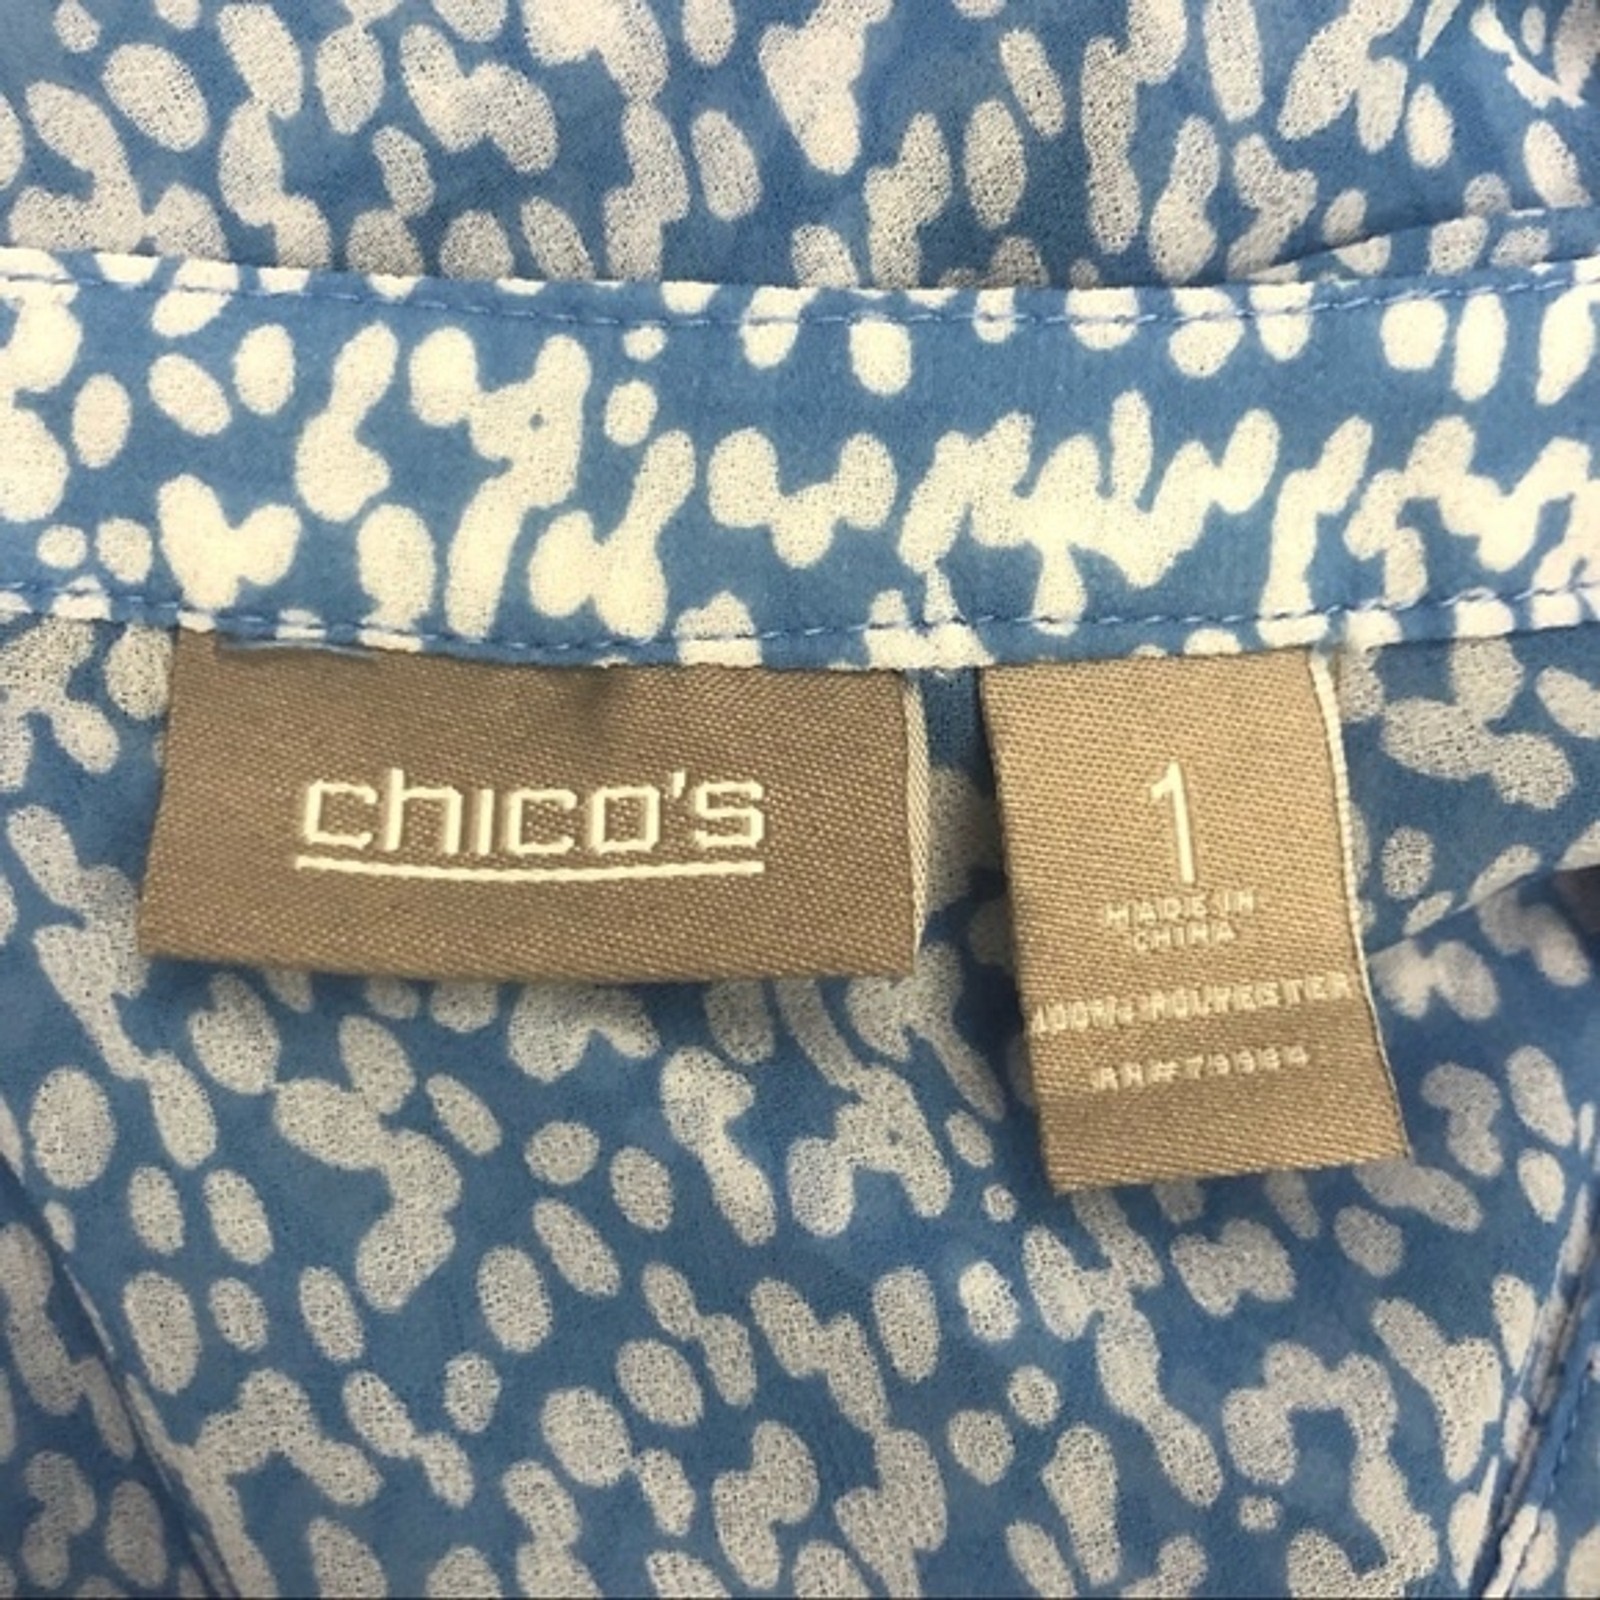 chico's
1
MADE IN
CHINA
100% POLYESTER